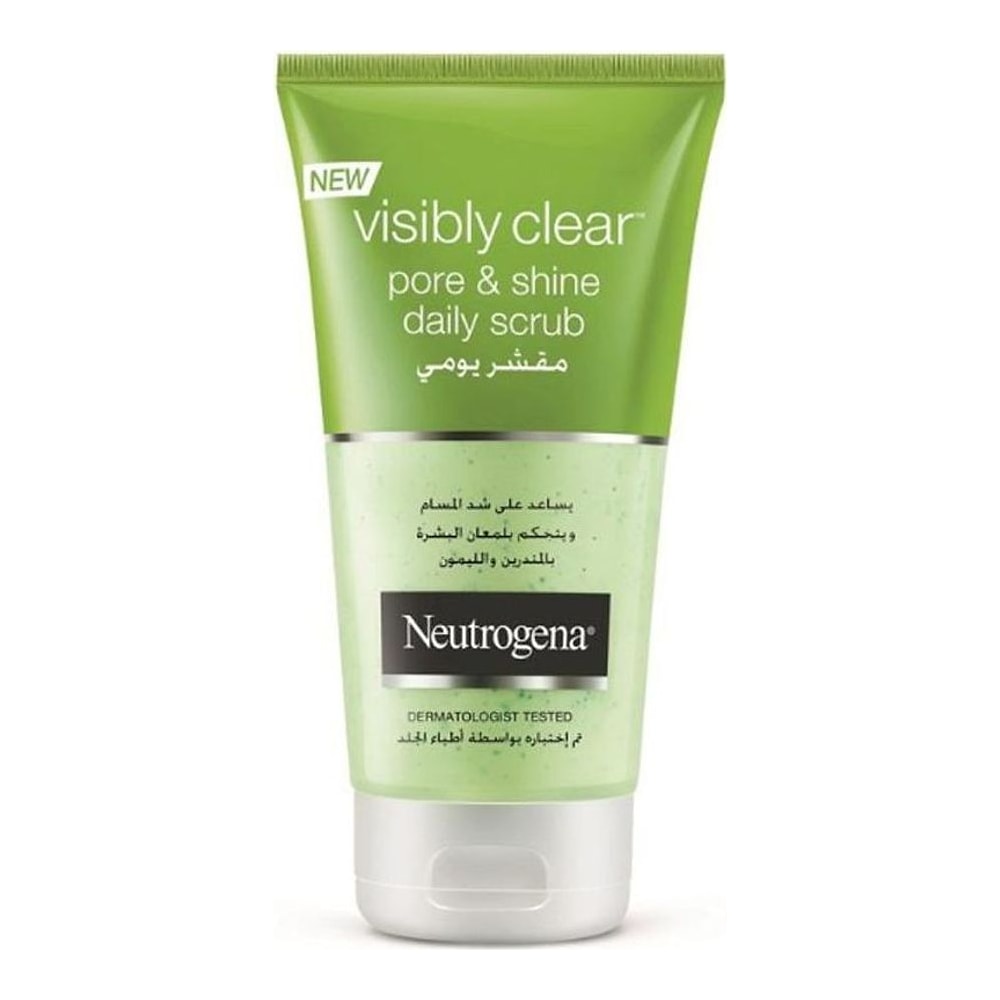 NEW
visibly clear™
pore & shine
daily scrub
مقشر يومي
يساعد على شد المسام
ويتحكم بلمعان البشرة
بالمندرين والليمون
Neutrogena®
DERMATOLOGIST TESTED
تم إختباره بواسطة أطباء الجلد